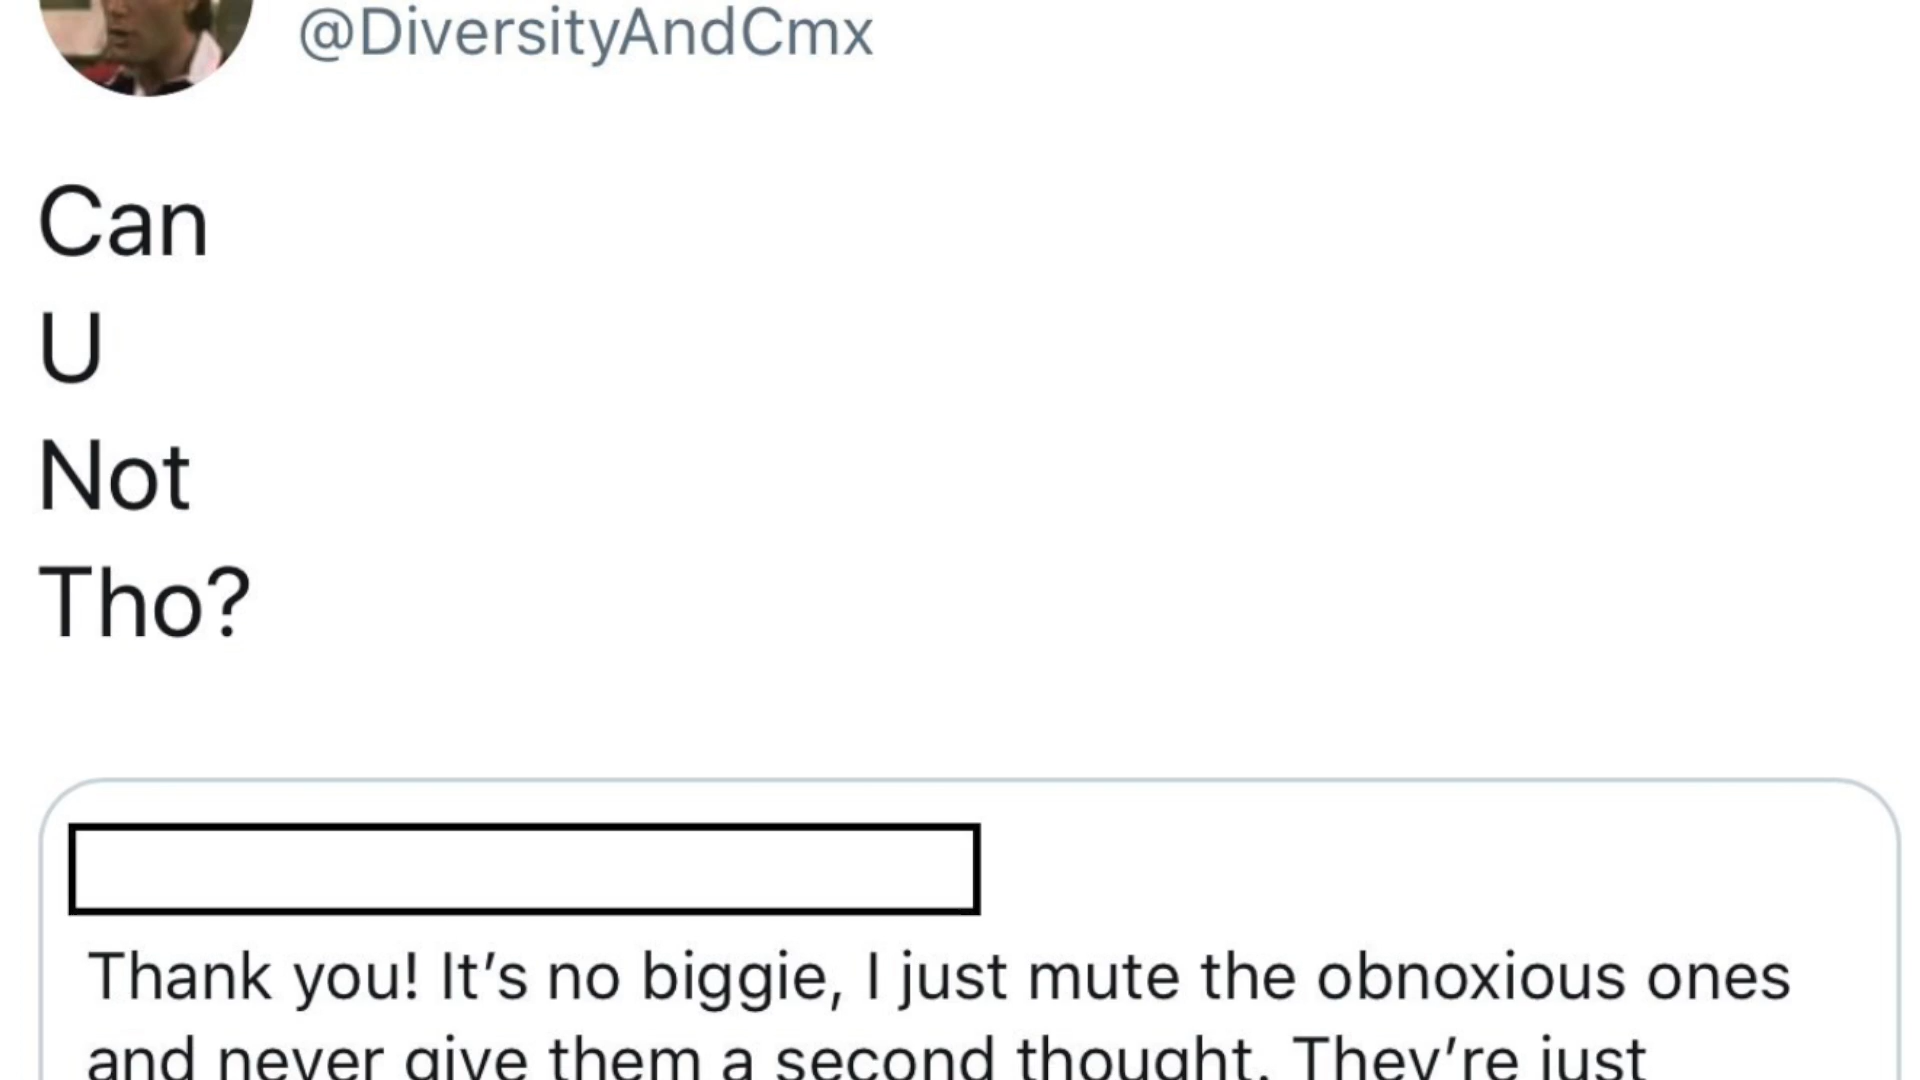 @DiversityAndCmx
Can
U
Not
Tho?
Thank you! It’s no biggie, I just mute the obnoxious ones
and never give them a second thought. They’re just